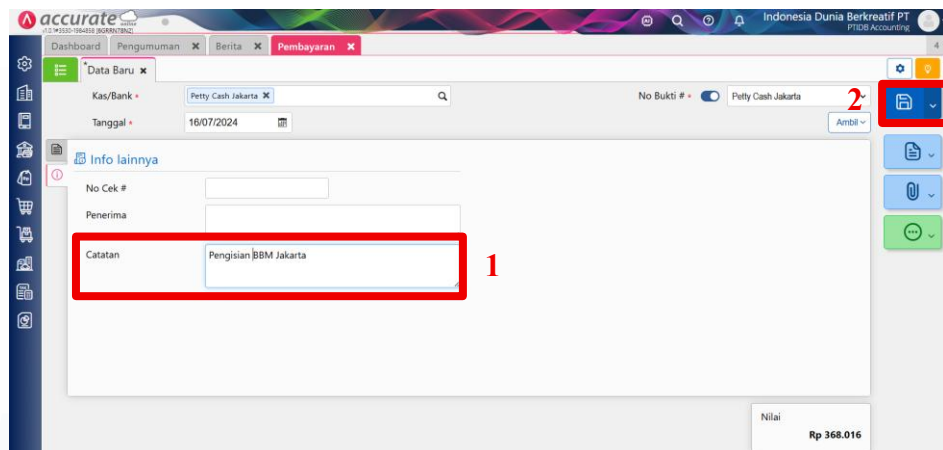 accurate online
Indonesia Dunia Berkreatif PT
PTIDB Accounting
Dashboard Pengumuman × Berita × Pembayaran × 4
*Data Baru ×
Kas/Bank * Petty Cash Jakarta × No Bukti # * Petty Cash Jakarta 2
Tanggal * 16/07/2024 Ambil
Info lainnya
No Cek #
Penerima
Catatan Pengisian BBM Jakarta 1
Nilai
Rp 368.016